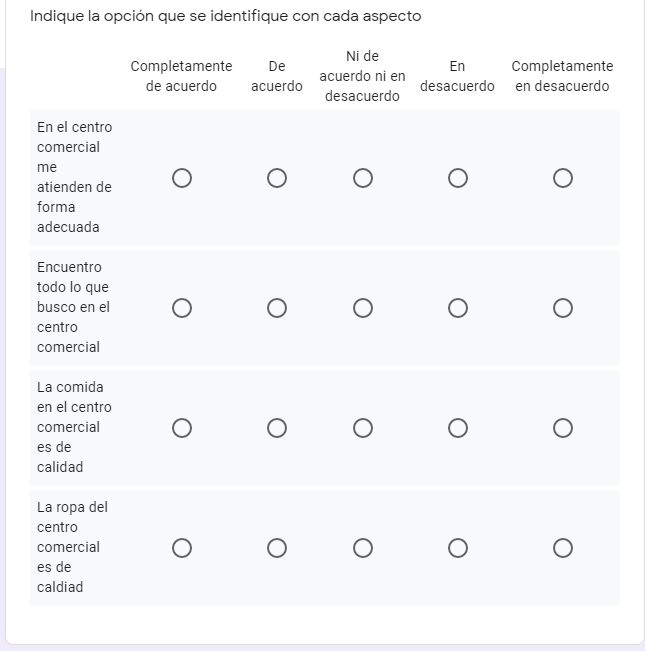 Indique la opción que se identifique con cada aspecto
Completamente
de acuerdo
De
acuerdo
Ni de
acuerdo ni en
desacuerdo
En
desacuerdo
Completamente
en desacuerdo
En el centro
comercial
me
atienden de
forma
adecuada
Encuentro
todo lo que
busco en el
centro
comercial
La comida
en el centro
comercial
es de
calidad
La ropa del
centro
comercial
es de
caldiad